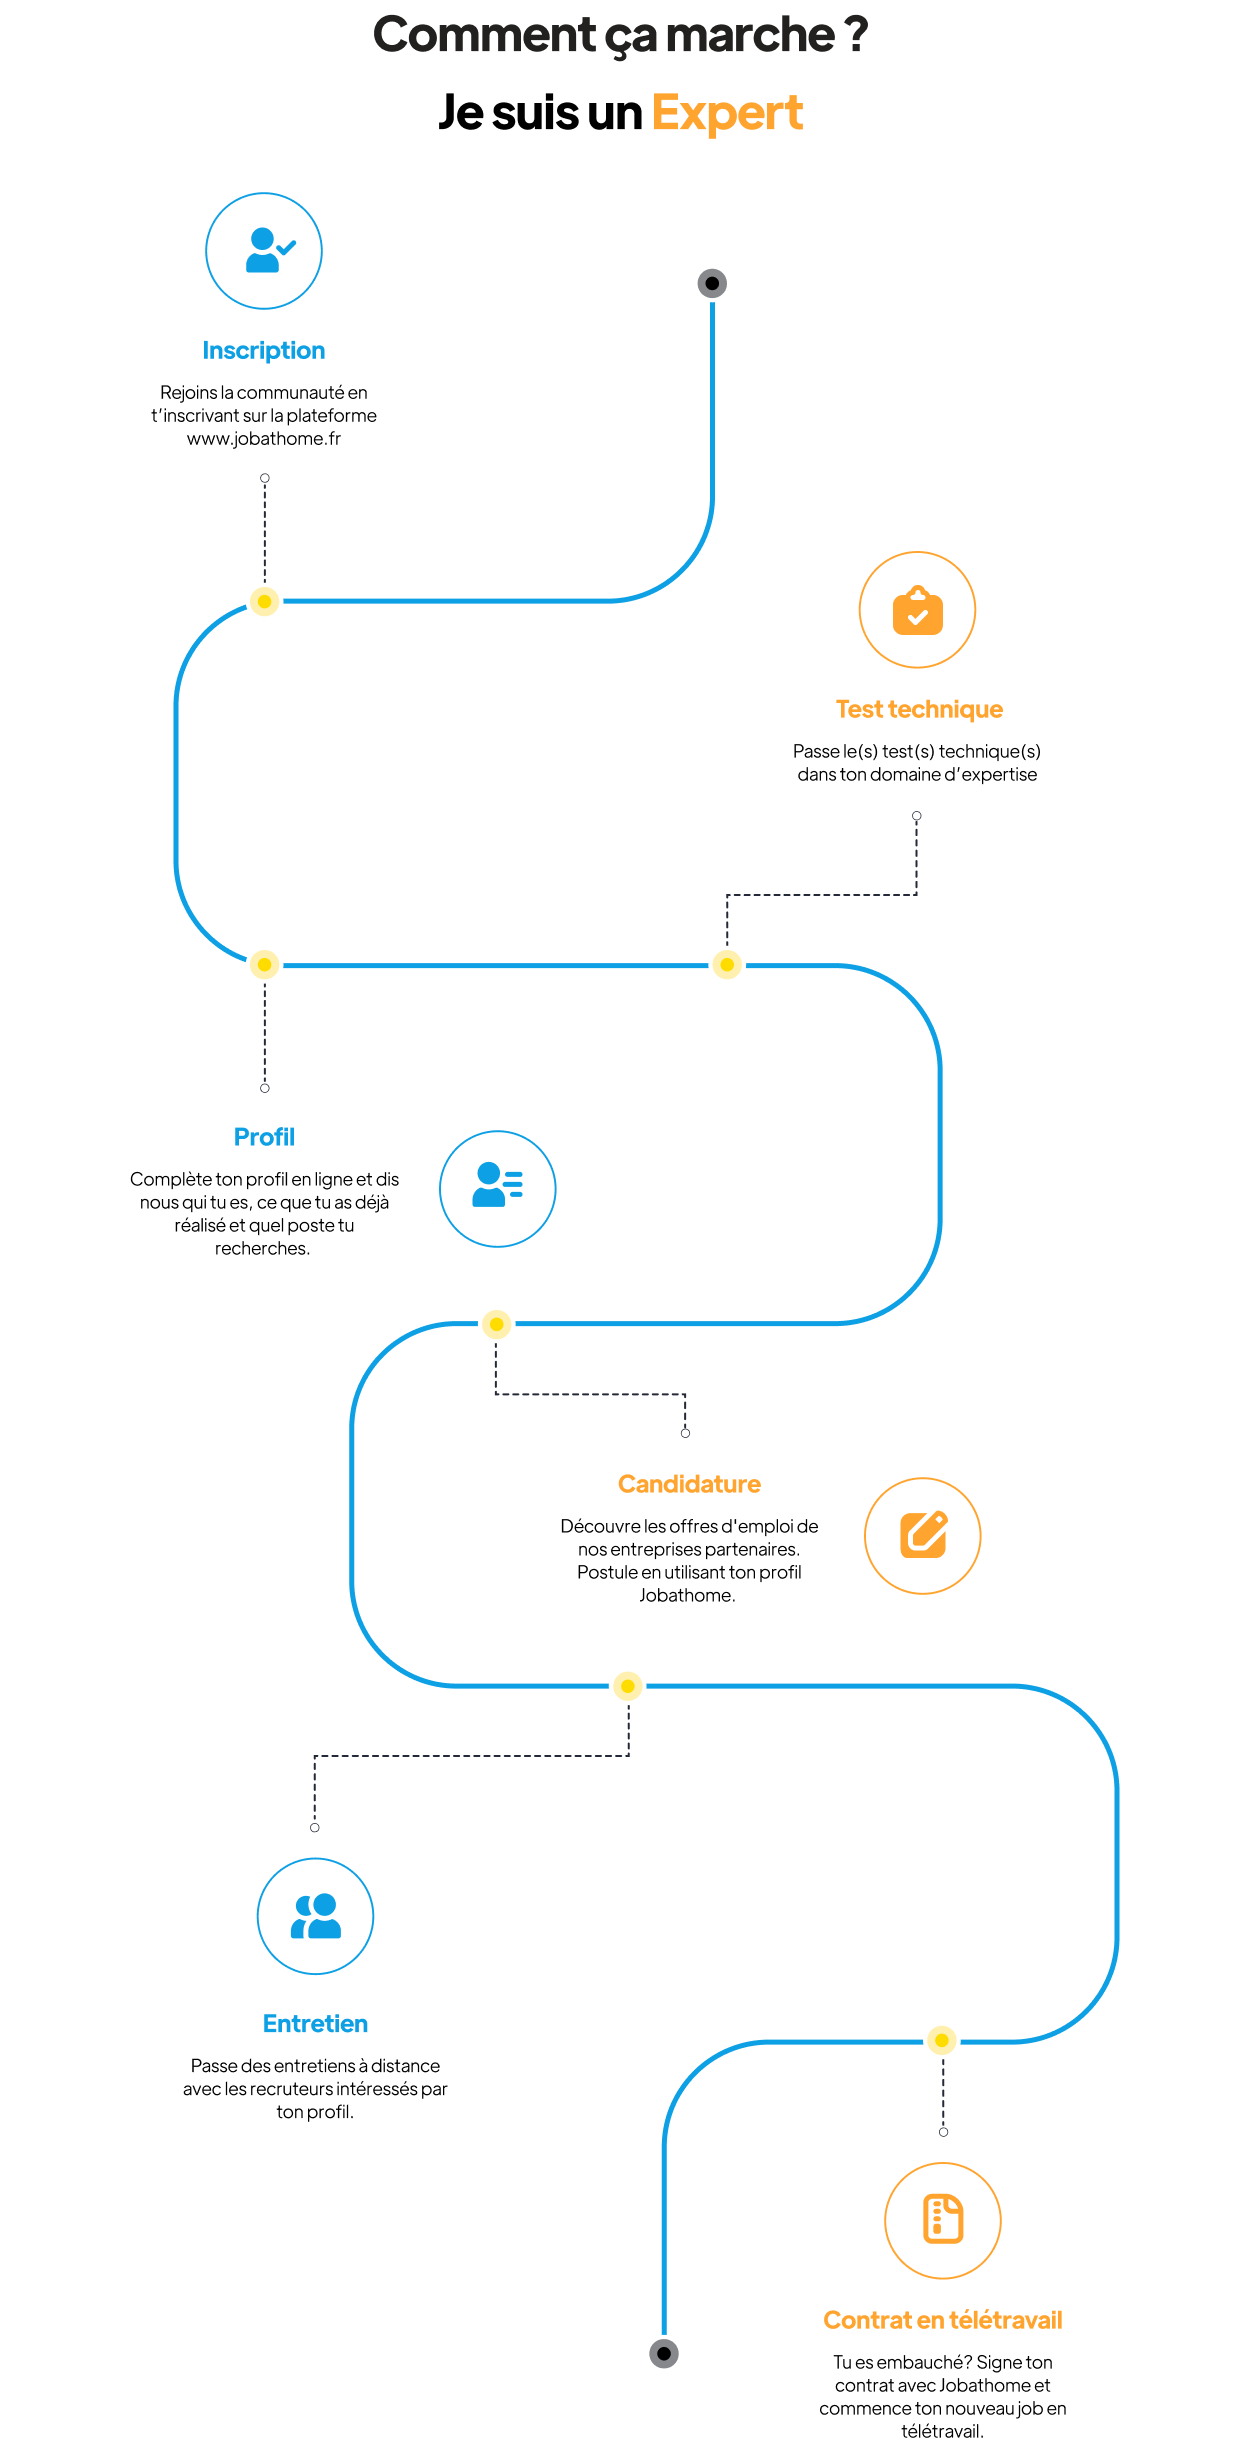 Comment ça marche ?
Je suis un Expert
Inscription
Rejoins la communauté en
t’inscrivant sur la plateforme
www.jobathome.fr
Test technique
Passe le(s) test(s) technique(s)
dans ton domaine d’expertise
Profil
Complète ton profil en ligne et dis
nous qui tu es, ce que tu as déjà
réalisé et quel poste tu
recherches.
Candidature
Découvre les offres d'emploi de
nos entreprises partenaires.
Postule en utilisant ton profil
Jobathome.
Entretien
Passe des entretiens à distance
avec les recruteurs intéressés par
ton profil.
Contrat en télétravail
Tu es embauché? Signe ton
contrat avec Jobathome et
commence ton nouveau job en
télétravail.